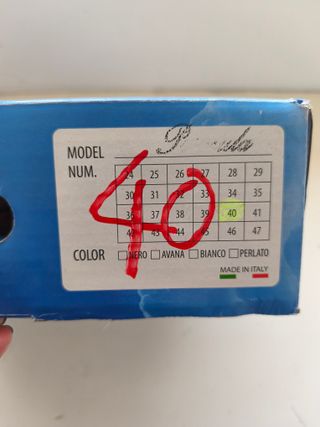 MODEL
NUM. 24 25 26 27 28 29
30 31 32 33 34 35
36 37 38 39 40 41
42 43 44 45 46 47
40
COLOR NERO AVANA BIANCO PERLATO
MADE IN ITALY